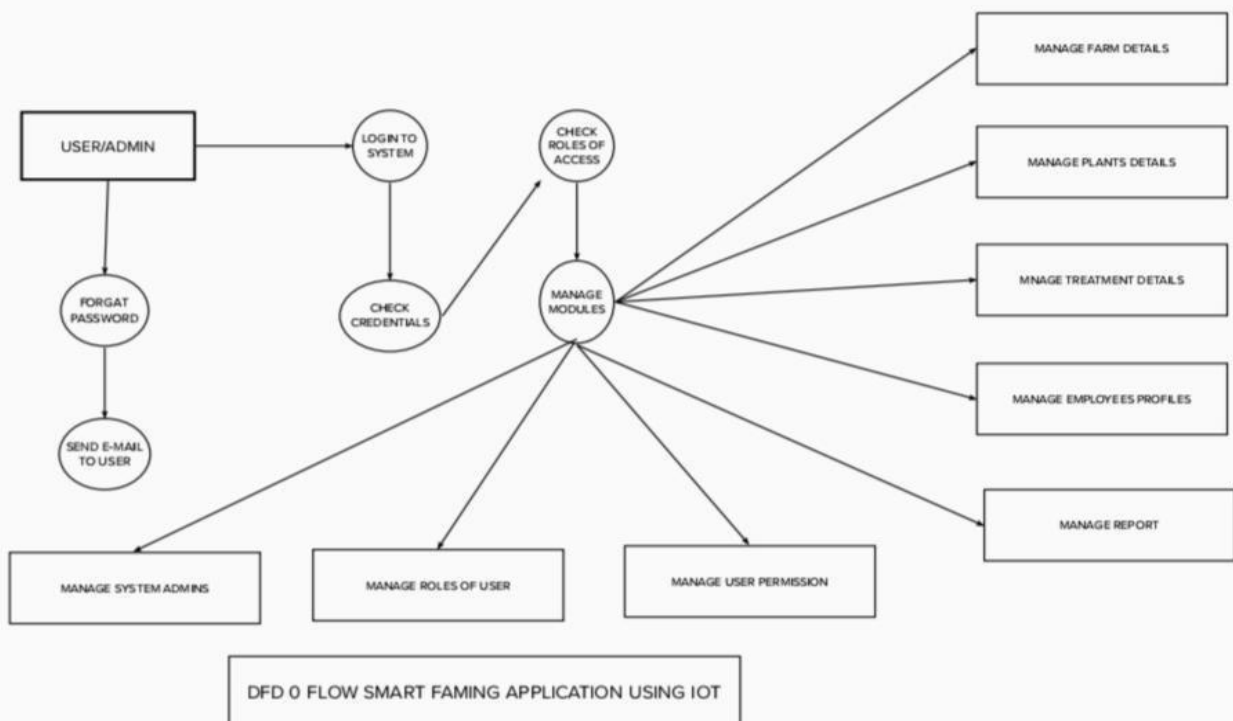 MANAGE FARM DETAILS
USER/ADMIN
LOGIN TO
SYSTEM
CHECK
ROLES OF
ACCESS
MANAGE PLANTS DETAILS
FORGAT
PASSWORD
CHECK
CREDENTIALS
MANAGE
MODULES
MNAGE TREATMENT DETAILS
MANAGE EMPLOYEES PROFILES
SEND E-MAIL
TO USER
MANAGE REPORT
MANAGE SYSTEM ADMINS
MANAGE ROLES OF USER
MANAGE USER PERMISSION
DFD 0 FLOW SMART FAMING APPLICATION USING IOT